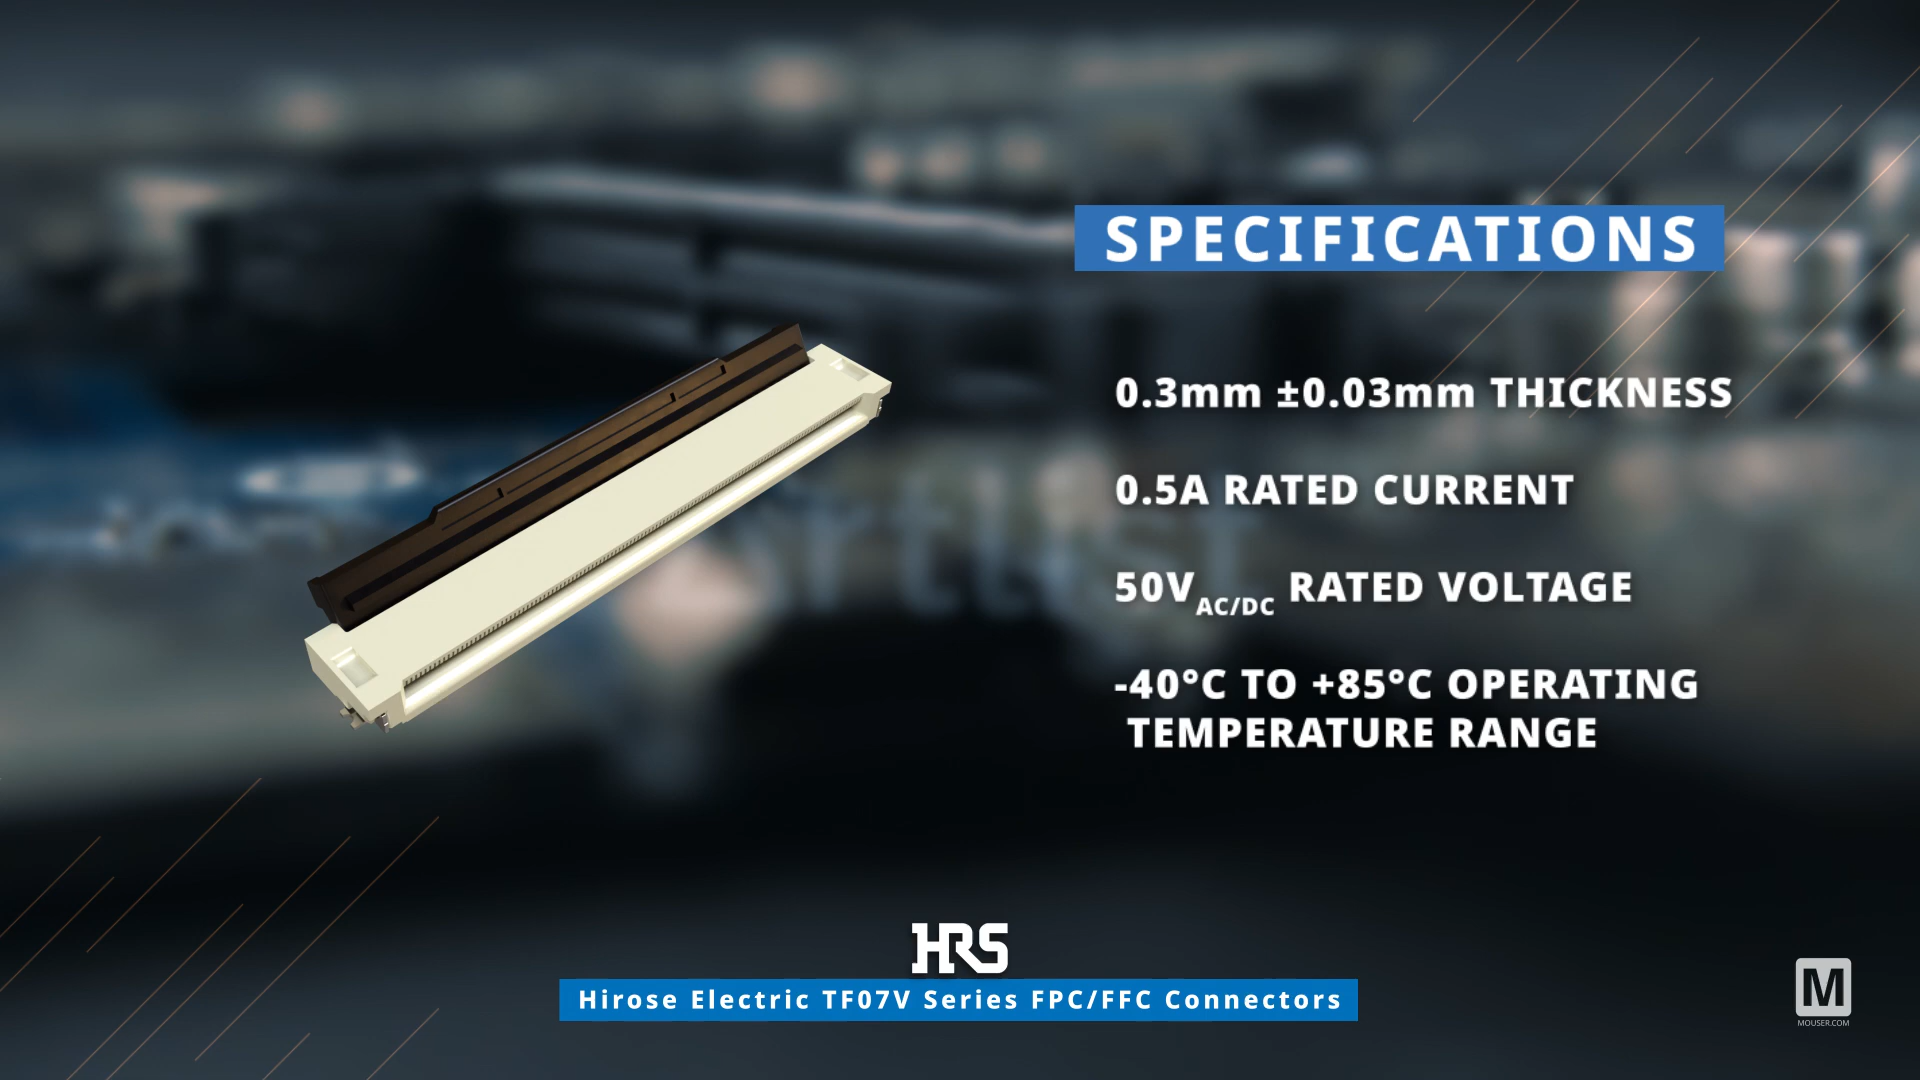 SPECIFICATIONS
0.3mm ±0.03mm THICKNESS
0.5A RATED CURRENT
50VAC/DC RATED VOLTAGE
-40°C TO +85°C OPERATING
TEMPERATURE RANGE
HRS
Hirose Electric TF07V Series FPC/FFC Connectors
M
MOUSER.COM